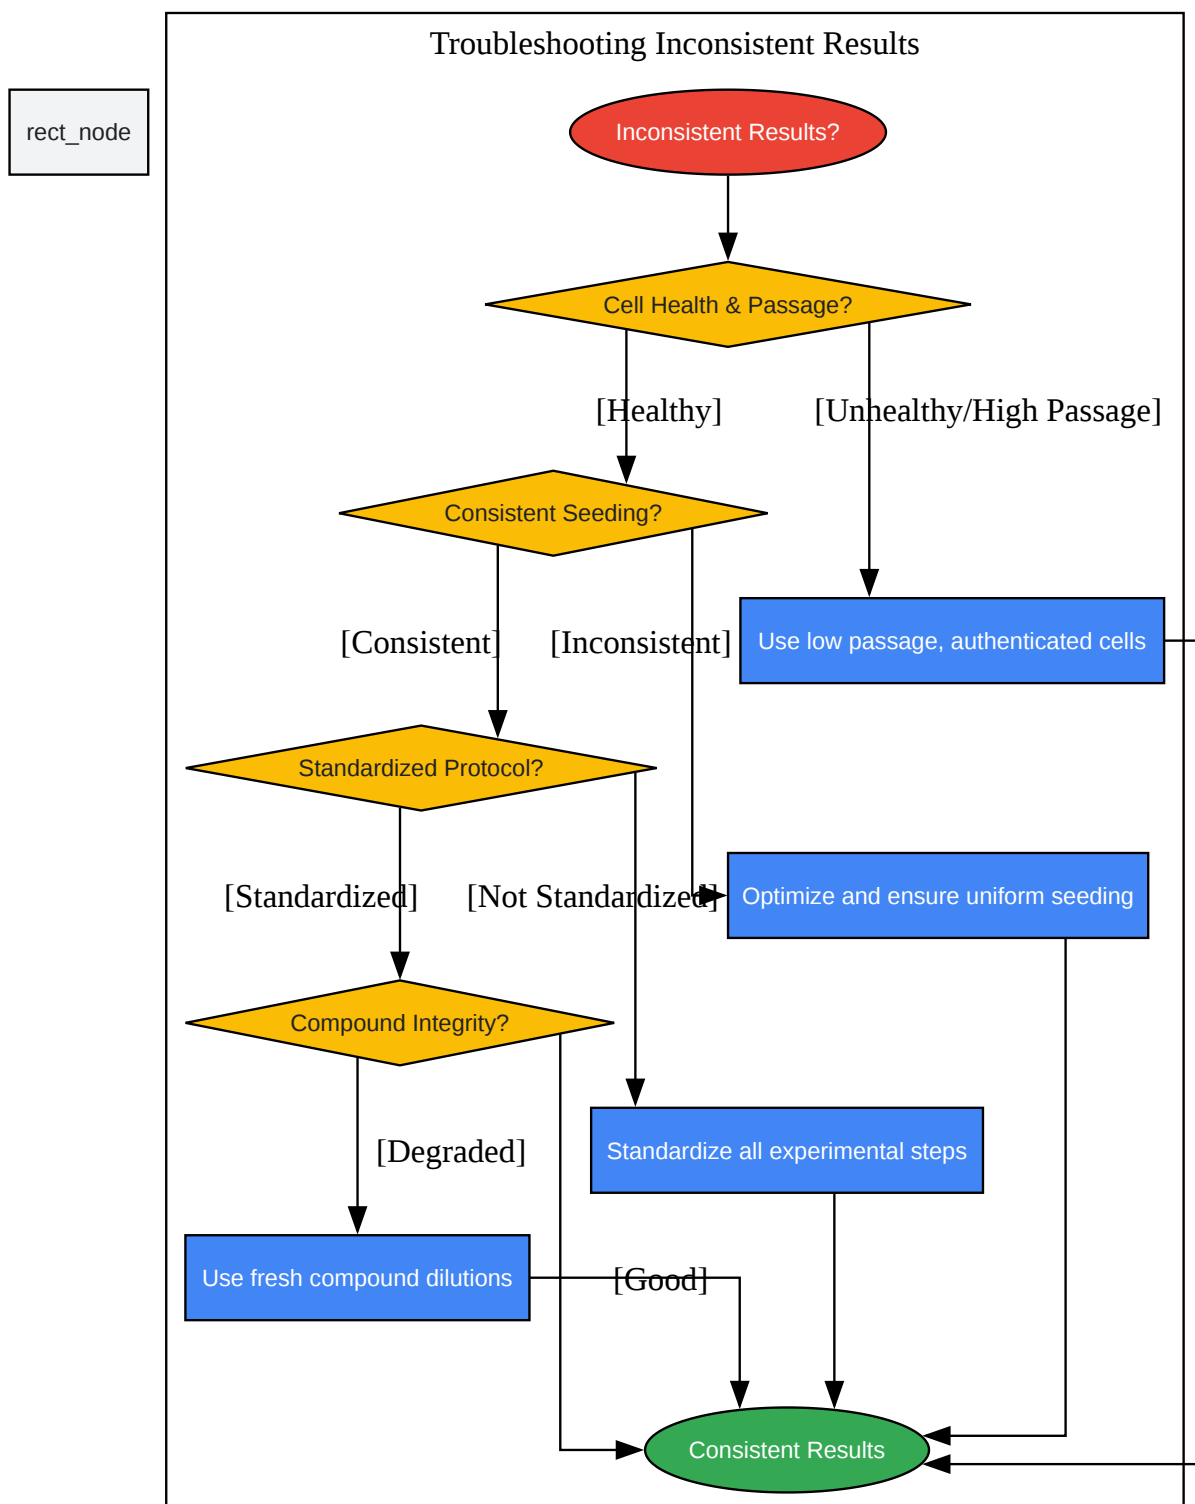 Troubleshooting Inconsistent Results
rect_node
Inconsistent Results?
Cell Health & Passage?
[Healthy]
[Unhealthy/High Passage]
Consistent Seeding?
[Consistent]
[Inconsistent]
Use low passage, authenticated cells
Standardized Protocol?
[Standardized]
[Not Standardized]
Optimize and ensure uniform seeding
Compound Integrity?
[Degraded]
Standardize all experimental steps
Use fresh compound dilutions
[Good]
Consistent Results